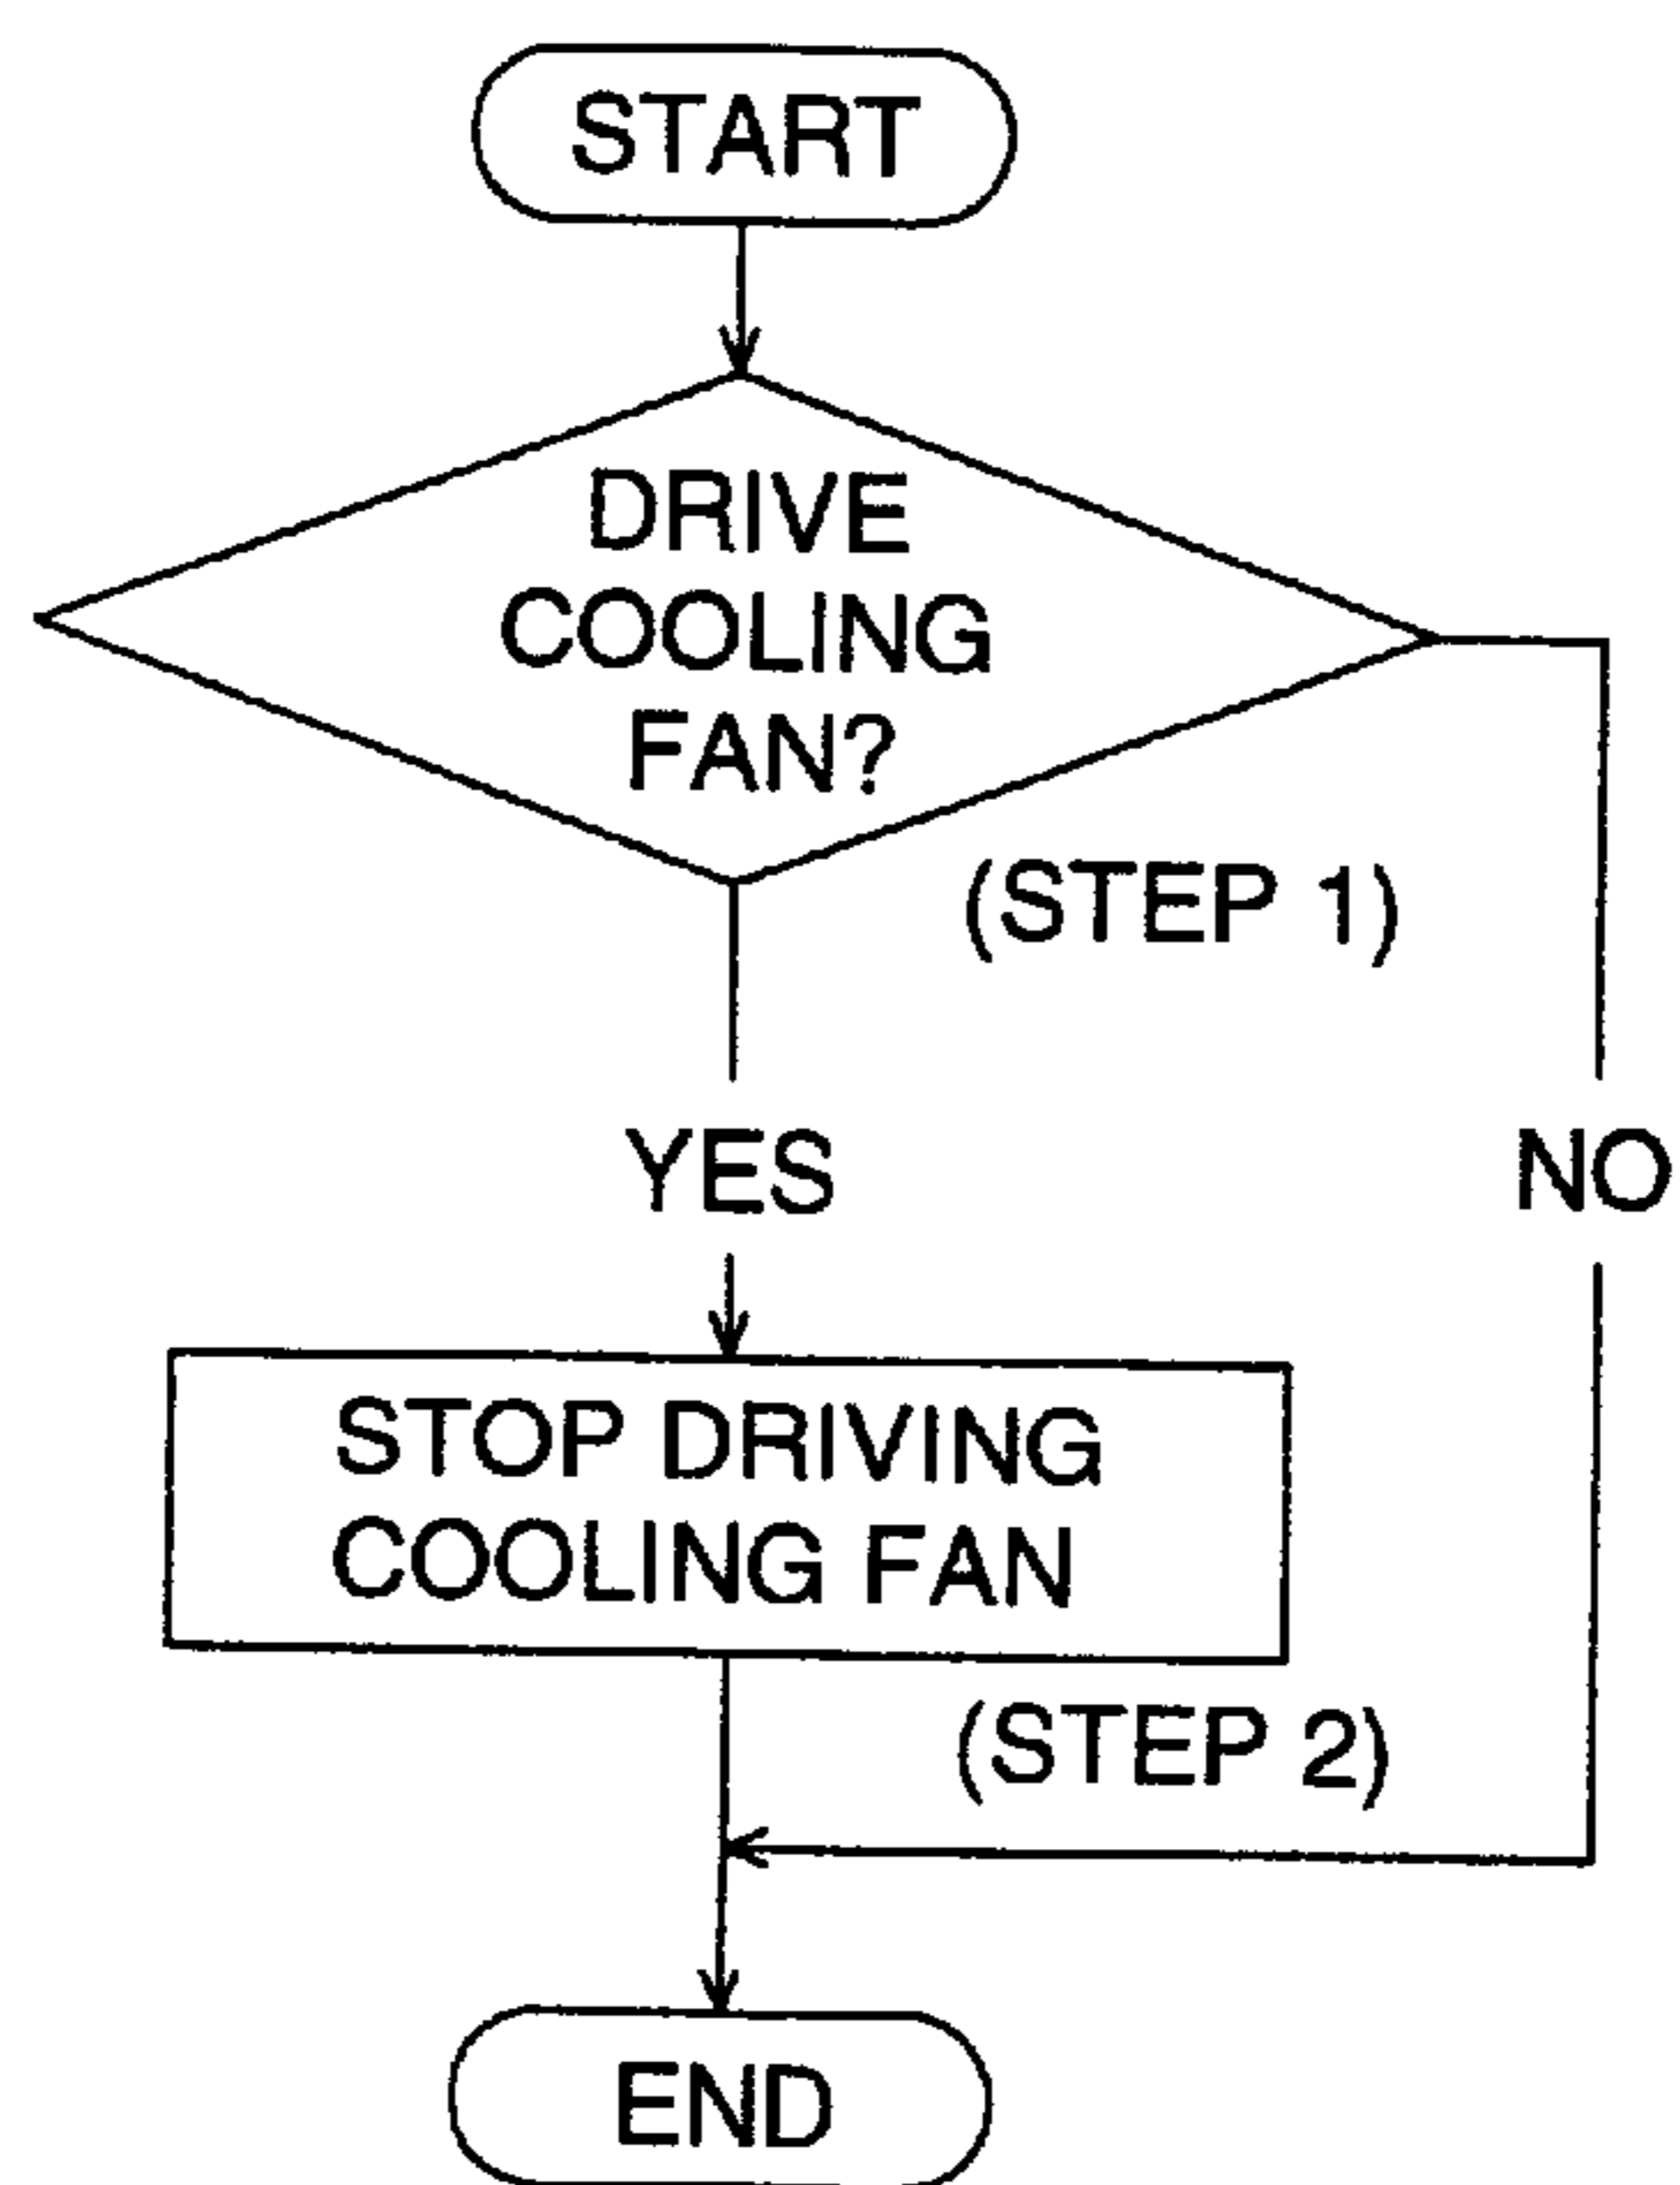 START
DRIVE
COOLING
FAN?
(STEP 1)
YES
NO
STOP DRIVING
COOLING FAN
(STEP 2)
END